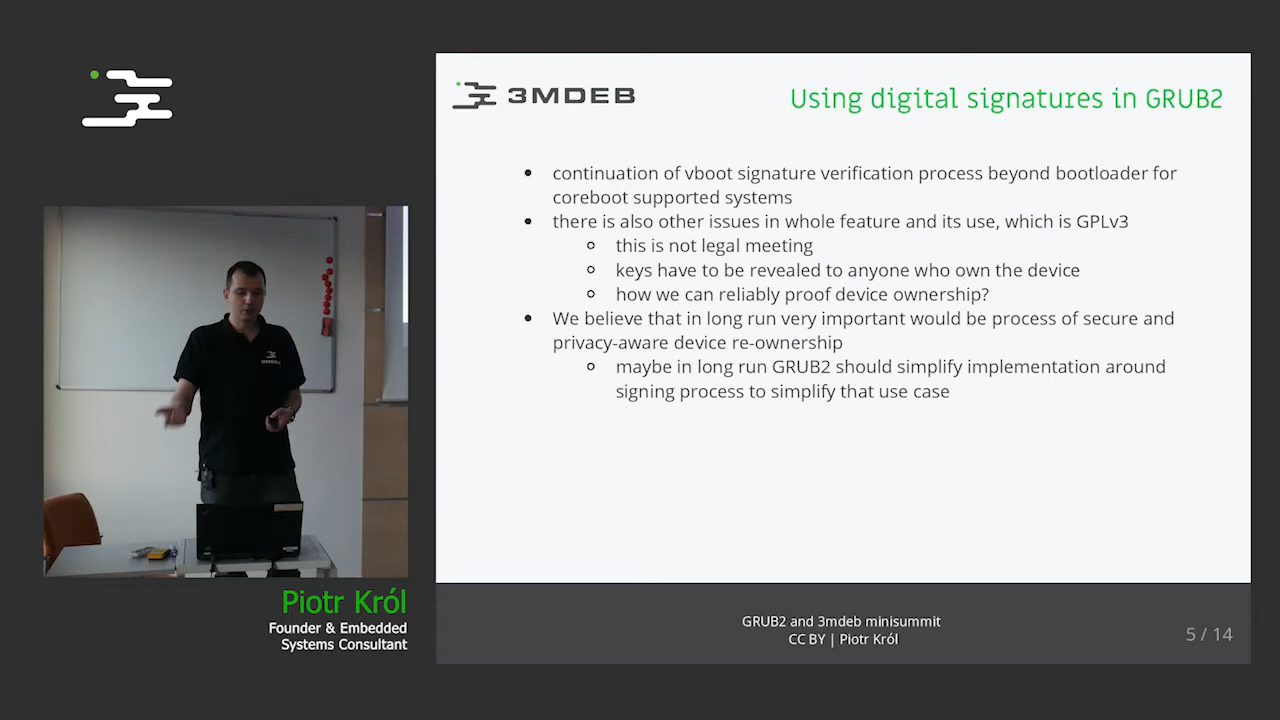 3MDEB
Using digital signatures in GRUB2
continuation of vboot signature verification process beyond bootloader for
coreboot supported systems
there is also other issues in whole feature and its use, which is GPLv3
this is not legal meeting
keys have to be revealed to anyone who own the device
how we can reliably proof device ownership?
We believe that in long run very important would be process of secure and
privacy-aware device re-ownership
maybe in long run GRUB2 should simplify implementation around
signing process to simplify that use case
Piotr Król
Founder & Embedded
Systems Consultant
GRUB2 and 3mdeb minisummit
CC BY | Piotr Król
5 / 14